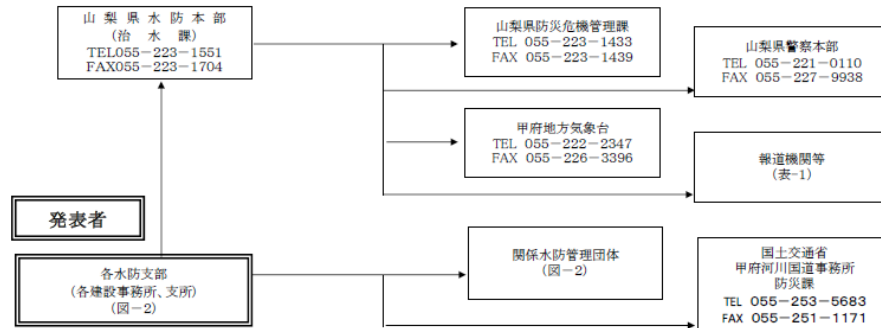 山 梨 県 水 防 本 部
(治 水 課)
TEL055－223－1551
FAX055－223－1704
山梨県防災危機管理課
TEL 055－223－1433
FAX 055－223－1439
山梨県警察本部
TEL 055－221－0110
FAX 055－227－9938
甲府地方気象台
TEL 055－222－2347
FAX 055－226－3396
報道機関等
(表-1)
発表者
各水防支部
(各建設事務所、支所)
(図－2)
関係水防管理団体
(図－2)
国土交通省
甲府河川国道事務所
防災課
TEL 055－253－5683
FAX 055－251－1171